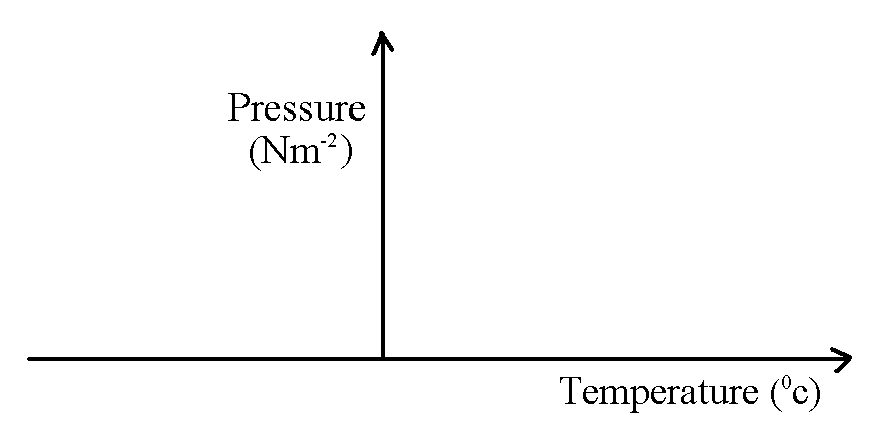 Pressure
(Nm⁻²)
Temperature (⁰c)